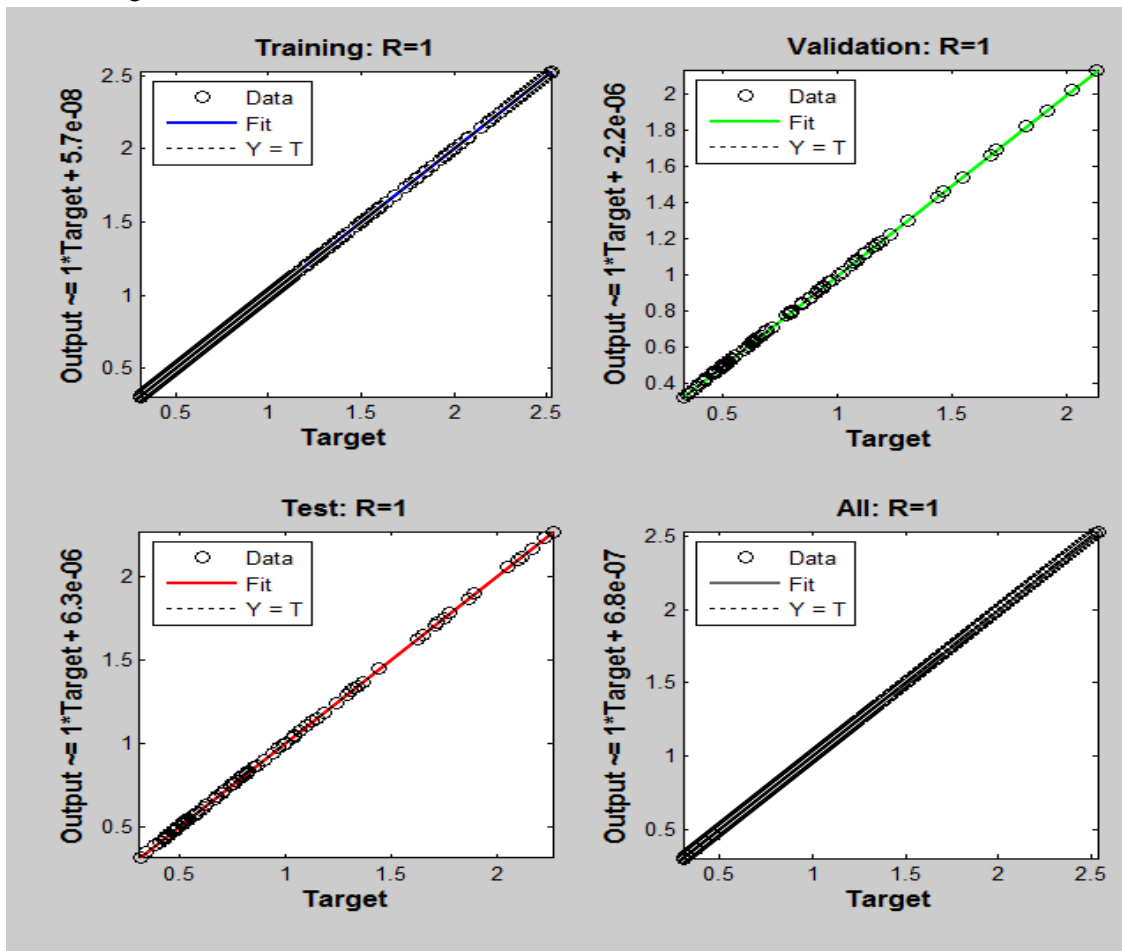 Training: R=1
Output ~= 1*Target + 5.7e-08
2.5
2
1.5
1
0.5
Data
Fit
Y = T
0.5 1 1.5 2 2.5
Target
Validation: R=1
Output ~= 1*Target + -2.2e-06
2
1.8
1.6
1.4
1.2
1
0.8
0.6
0.4
Data
Fit
Y = T
0.5 1 1.5 2
Target
Test: R=1
Output ~= 1*Target + 6.3e-06
2
1.5
1
0.5
Data
Fit
Y = T
0.5 1 1.5 2
Target
All: R=1
Output ~= 1*Target + 6.8e-07
2.5
2
1.5
1
0.5
Data
Fit
Y = T
0.5 1 1.5 2 2.5
Target